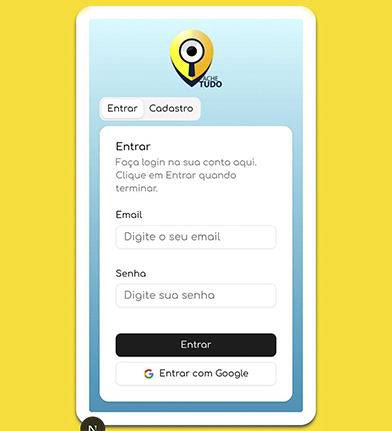 ACHE
TUDO
Entrar Cadastro
Entrar
Faça login na sua conta aqui.
Clique em Entrar quando
terminar.
Email
Digite o seu email
Senha
Digite sua senha
Entrar
Entrar com Google
N